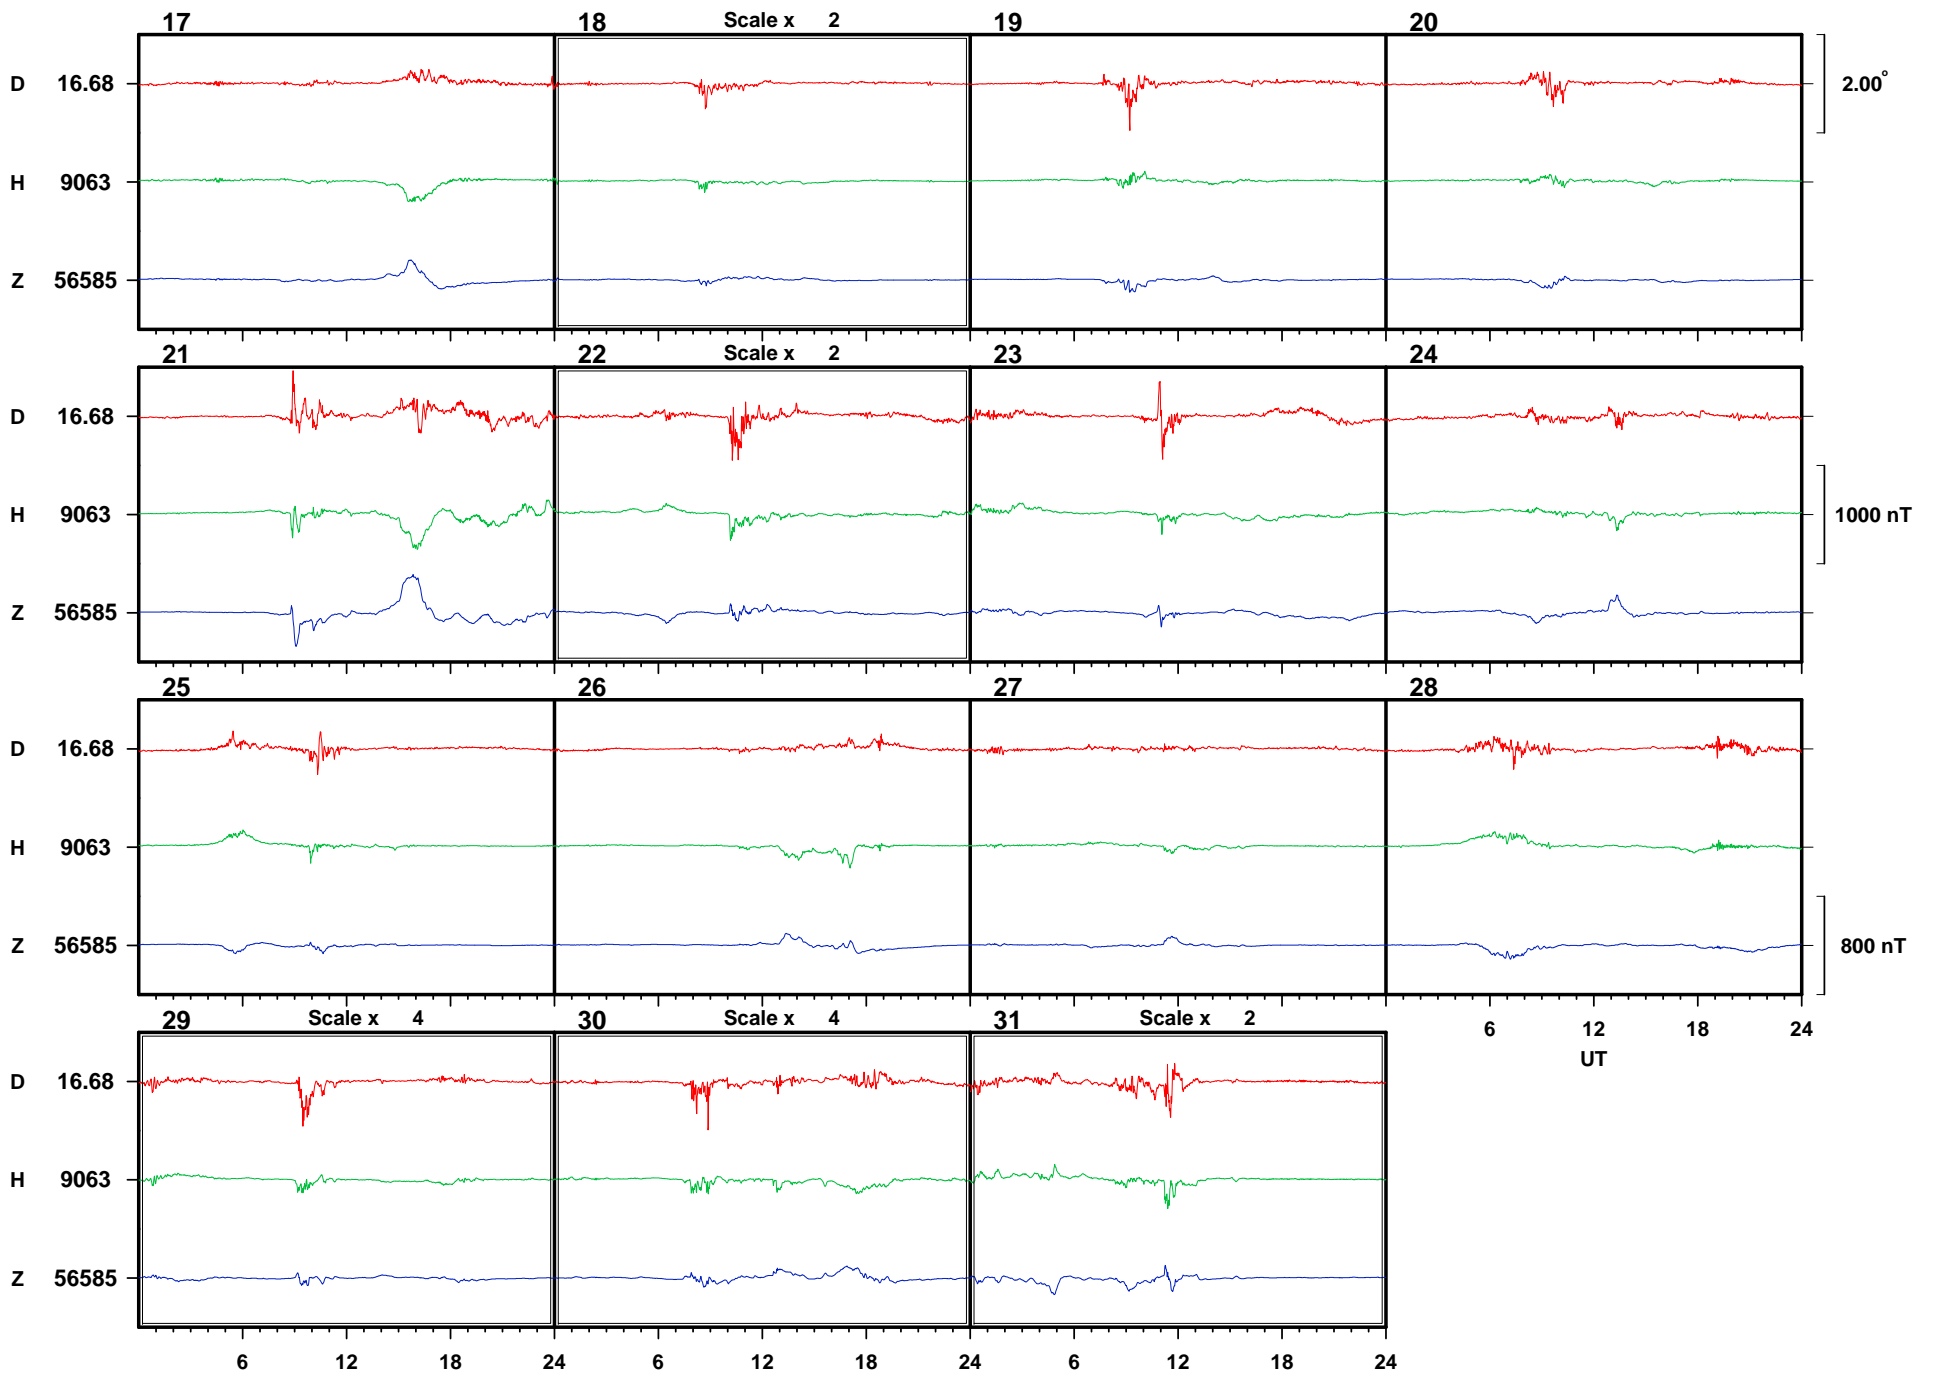 17 18 Scale x 2 19 20
D 16.68 2.00°
H 9063
Z 56585
21 22 Scale x 2 23 24
D 16.68
H 9063 1000 nT
Z 56585
25 26 27 28
D 16.68
H 9063
Z 56585 800 nT
29 Scale x 4 30 Scale x 4 31 Scale x 2 6 12 18 24
UT
D 16.68
H 9063
Z 56585
6 12 18 24 6 12 18 24 6 12 18 24